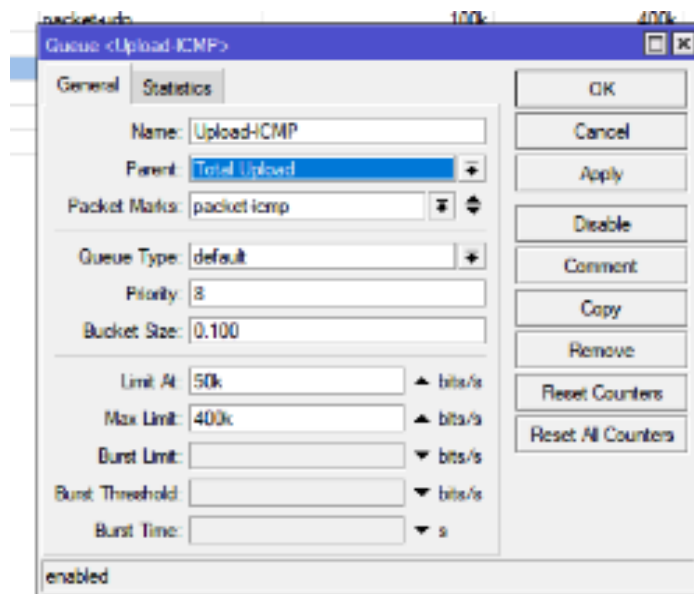 packet-udp 100k 400k
Queue <Upload-ICMP>
General Statistics
Name: Upload-ICMP
Parent: Total Upload
Packet Marks: packet-icmp
Queue Type: default
Priority: 8
Bucket Size: 0.100
Limit At: 50k bits/s
Max Limit: 400k bits/s
Burst Limit: bits/s
Burst Threshold: bits/s
Burst Time: s
enabled
OK
Cancel
Apply
Disable
Comment
Copy
Remove
Reset Counters
Reset All Counters